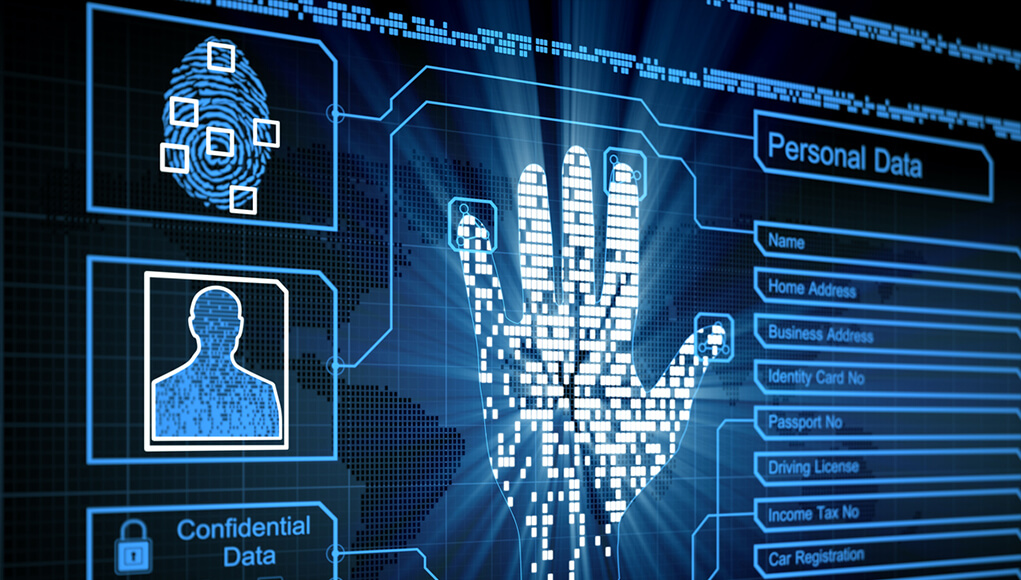 Personal Data
Name
Home Address
Business Address
Identity Card No
Passport No
Driving License
Income Tax No
Car Registration
Confidential
Data